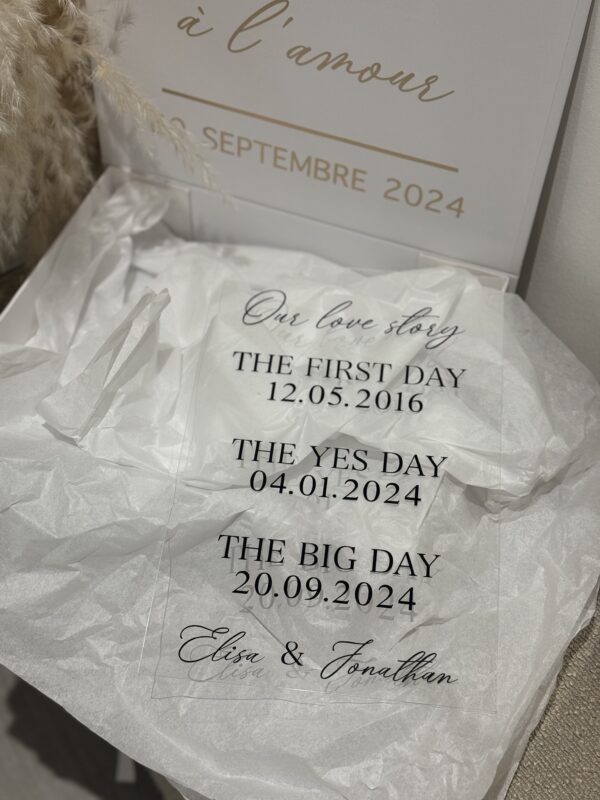 à l'amour
SEPTEMBRE 2024
Our love story
THE FIRST DAY
12.05.2016
THE YES DAY
04.01.2024
THE BIG DAY
20.09.2024
Elisa & Jonathan